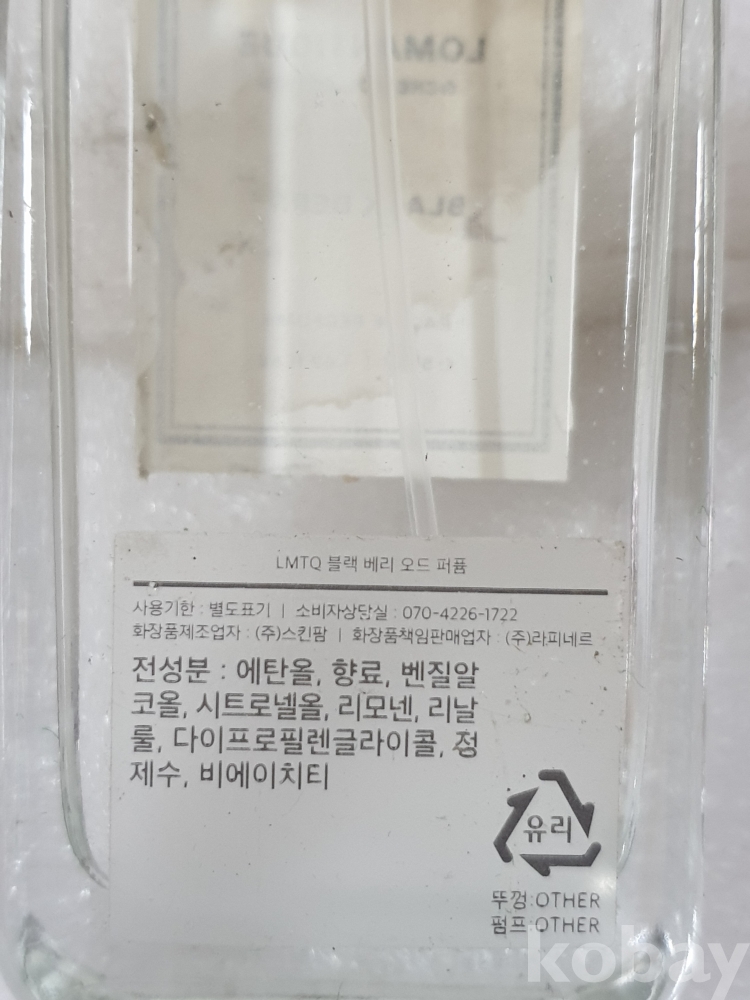 LMTQ 블랙 베리 오드 퍼퓸
사용기한 : 별도표기 | 소비자상담실 : 070-4226-1722
화장품제조업자 : (주)스킨팜 | 화장품책임판매업자 : (주)라피네르
전성분 : 에탄올, 향료, 벤질알
코올, 시트로넬올, 리모넨, 리날
룰, 다이프로필렌글라이콜, 정
제수, 비에이치티
유리
뚜껑:OTHER
펌프:OTHER
kobay